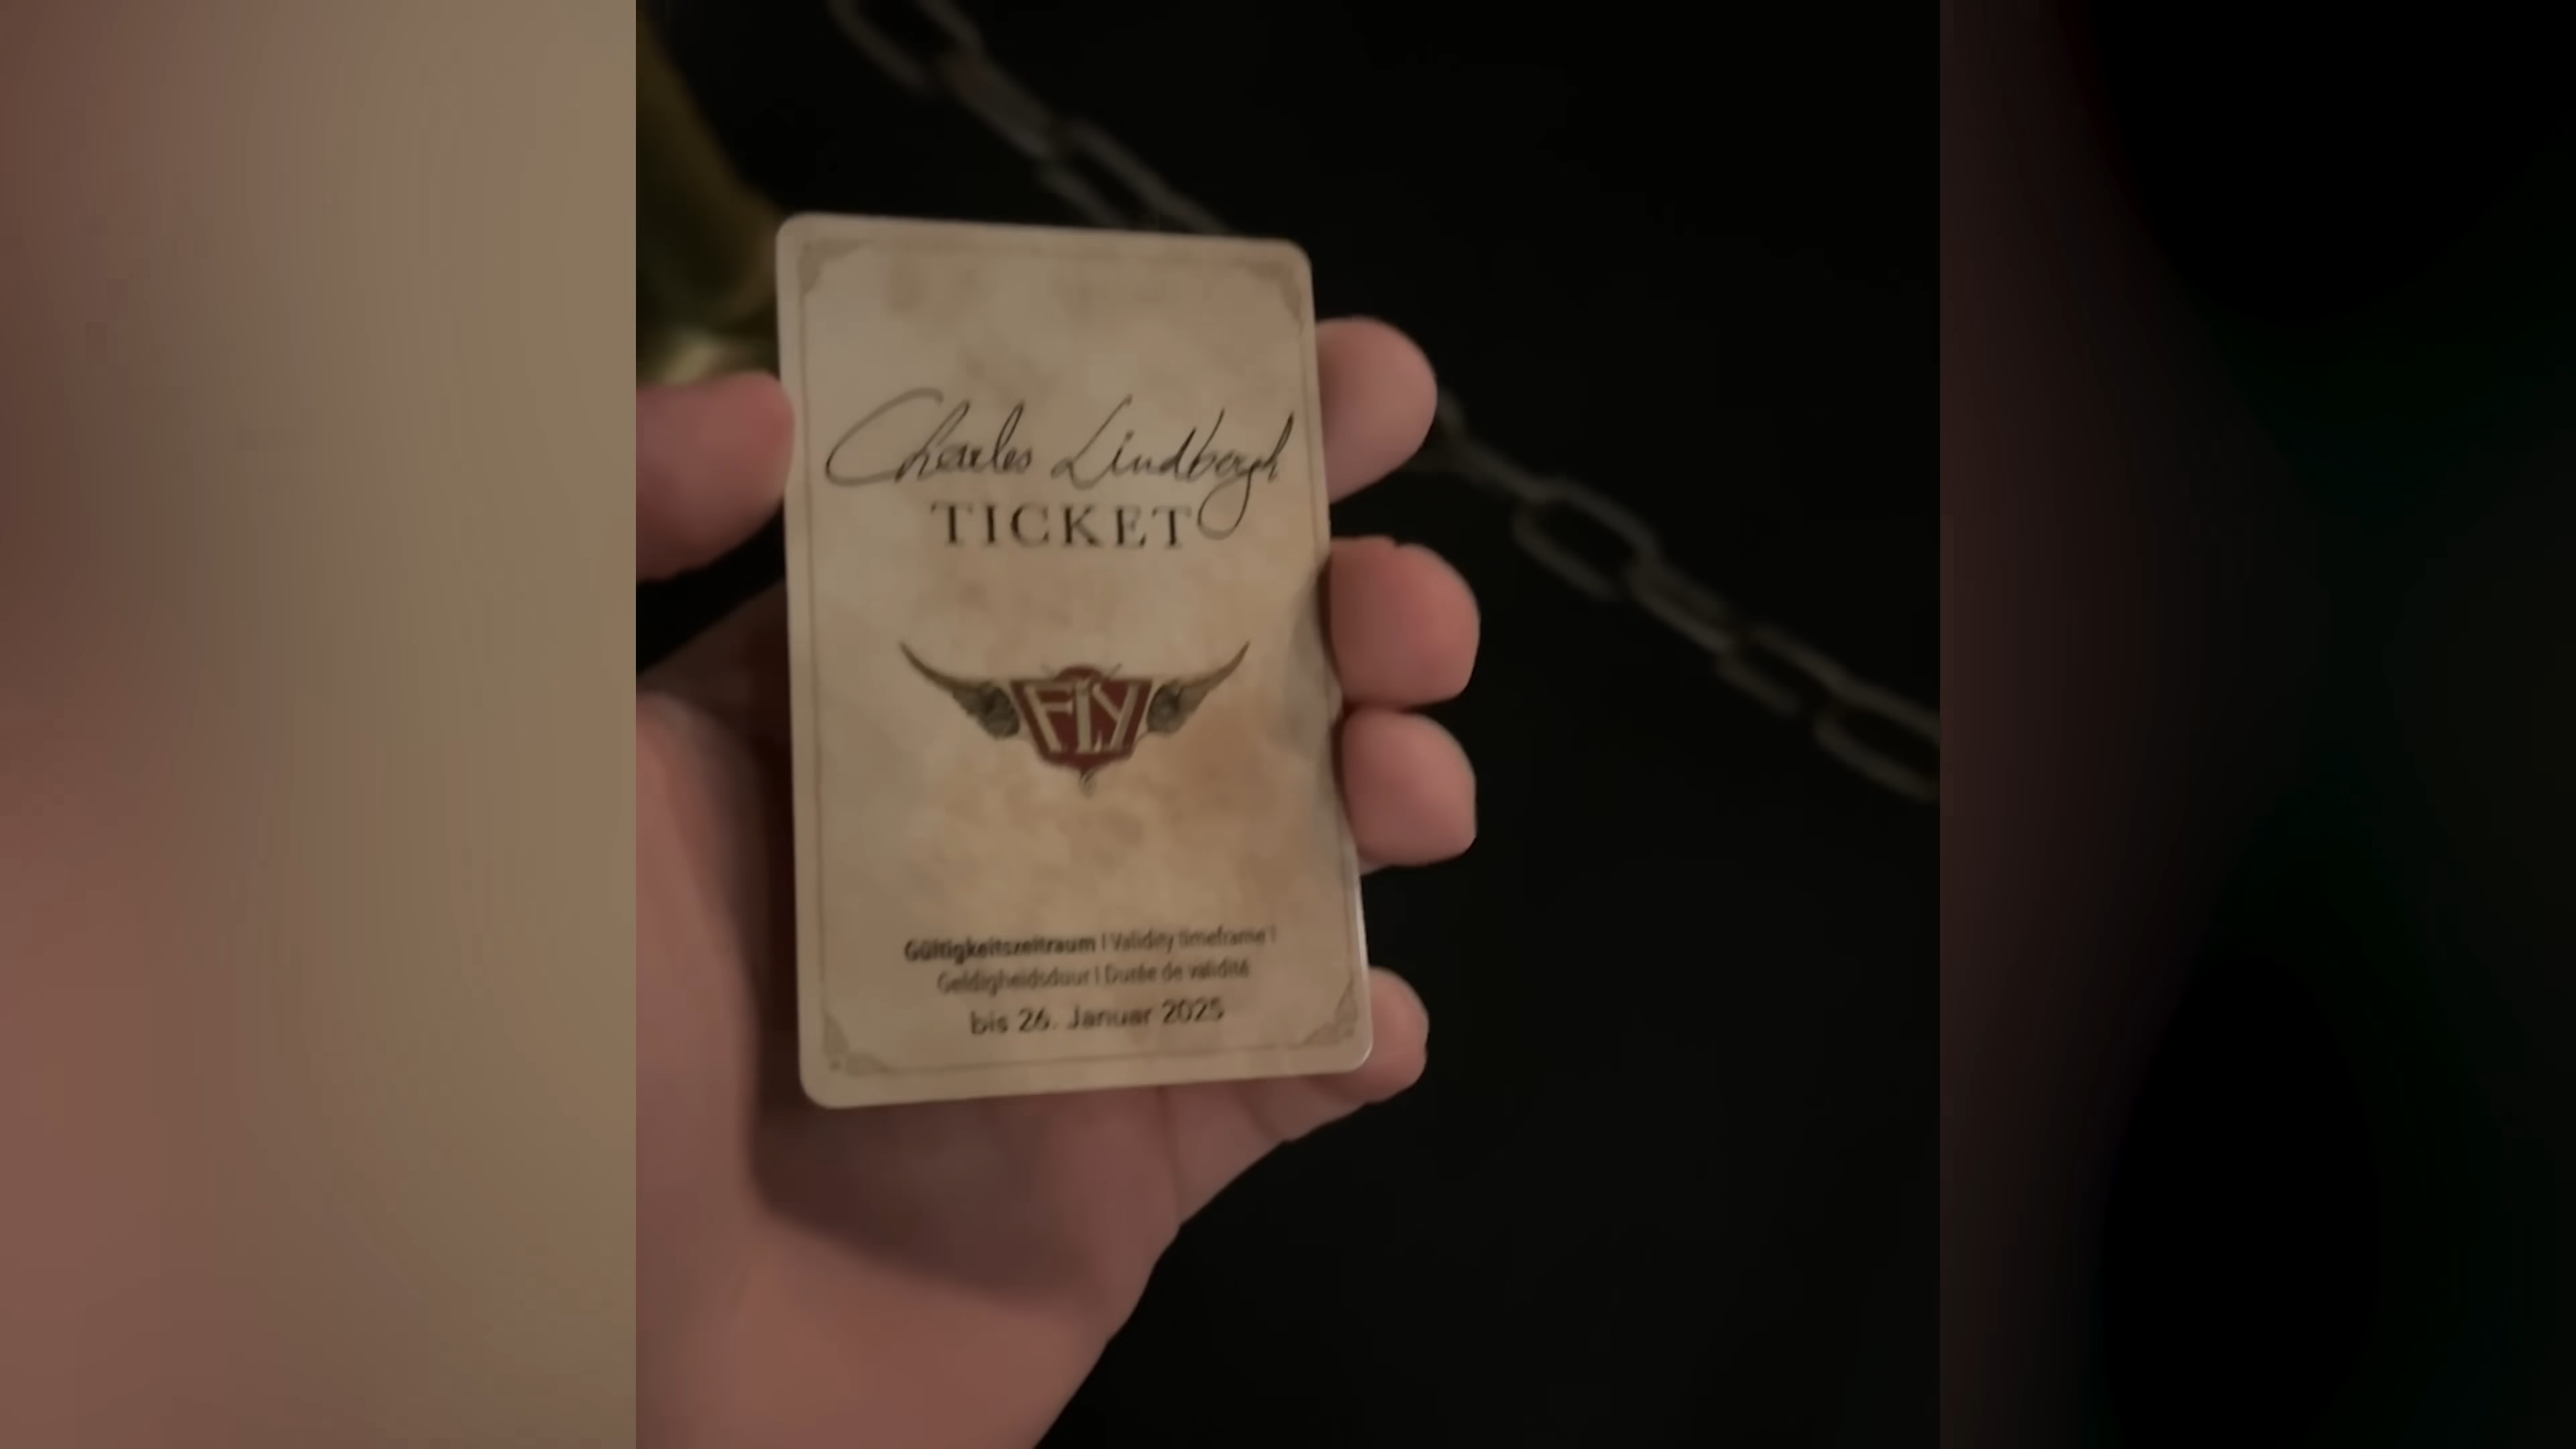 Charles Lindbergh
TICKET
FLY
Gültigkeitszeitraum | Validity timeframe |
Geldigheidsduur | Durée de validité
bis 26. Januar 2025